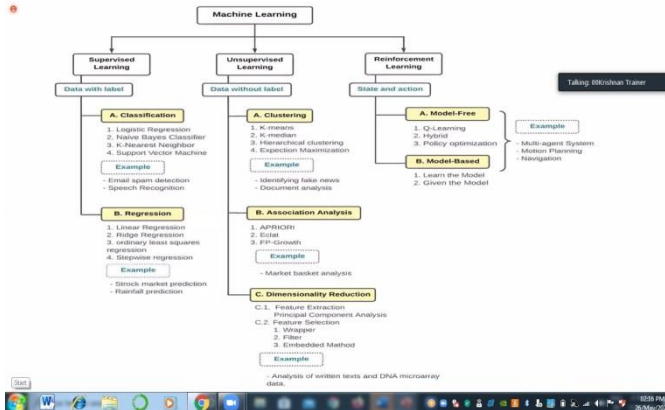 Machine Learning
Supervised
Learning
Unsupervised
Learning
Reinforcement
Learning
Data with label
Data without label
State and action
Talking: 00Krishnan Trainer
A. Classification
1. Logistic Regression
2. Naive Bayes Classifier
3. K-Nearest Neighbor
4. Support Vector Machine
Example
- Email spam detection
- Speech Recognition
B. Regression
1. Linear Regression
2. Ridge Regression
3. ordinary least squares
regression
4. Stepwise regression
Example
- Strock market prediction
- Rainfall prediction
A. Clustering
1. K-means
2. K-median
3. Hierarchical clustering
4. Expection Maximization
Example
- Identifying fake news
- Document analysis
B. Association Analysis
1. APRIORI
2. Eclat
3. FP-Growth
Example
- Market basket analysis
C. Dimensionality Reduction
C.1. Feature Extraction
Principal Component Analysis
C.2. Feature Selection
1. Wrapper
2. Filter
3. Embedded Method
Example
- Analysis of written texts and DNA microarray
data.
A. Model-Free
1. Q-Learning
2. Hybrid
3. Policy optimization
B. Model-Based
1. Learn the Model
2. Given the Model
Example
- Multi-agent System
- Motion Planning
- Navigation
Start